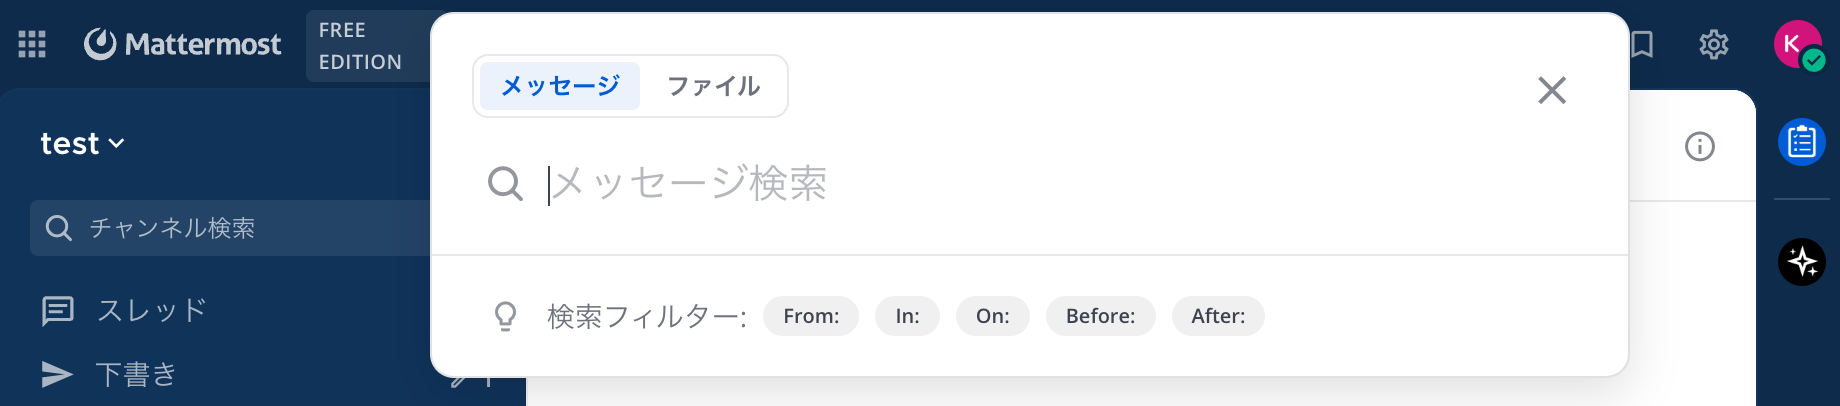 Mattermost
FREE
EDITION
test
チャンネル検索
スレッド
下書き
メッセージ
ファイル
メッセージ検索
検索フィルター:
From:
In:
On:
Before:
After:
K